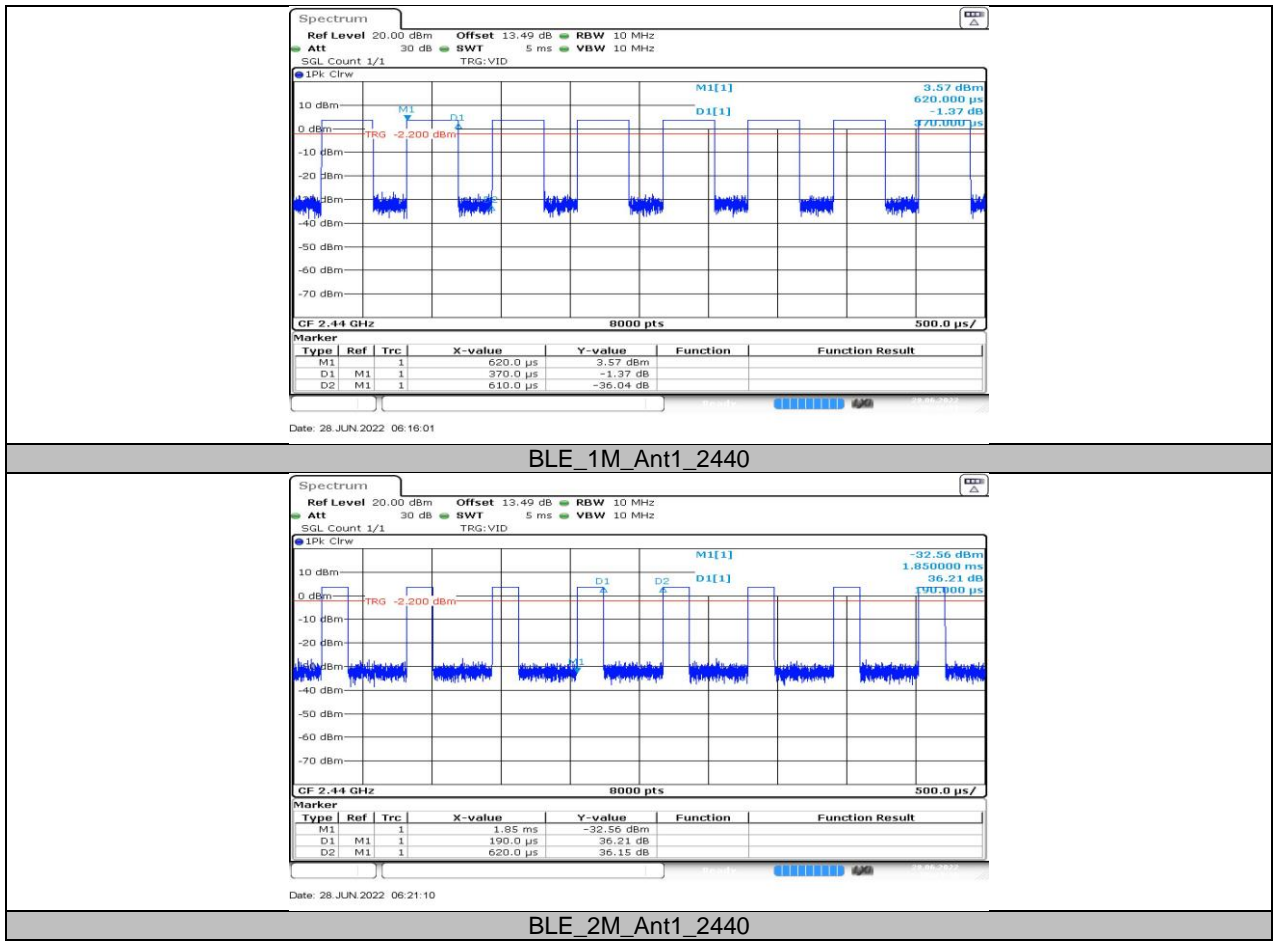 Spectrum
Ref Level 20.00 dBm Offset 13.49 dB RBW 10 MHz
Att 30 dB SWT 5 ms VBW 10 MHz
SGL Count 1/1 TRG:VID
1Pk Clrw
M1[1] 3.57 dBm
620.000 µs
10 dBm
M1
D1
D1[1] -1.37 dB
370.000 µs
0 dBm
TRG -2.200 dBm
-10 dBm
-20 dBm
-40 dBm
-50 dBm
-60 dBm
-70 dBm
CF 2.44 GHz 8000 pts 500.0 µs/
Marker
Type Ref Trc X-value Y-value Function Function Result
M1 1 620.0 µs 3.57 dBm
D1 M1 1 370.0 µs -1.37 dB
D2 M1 1 610.0 µs -36.04 dB
Date: 28.JUN.2022 06:16:01
BLE_1M_Ant1_2440
Spectrum
Ref Level 20.00 dBm Offset 13.49 dB RBW 10 MHz
Att 30 dB SWT 5 ms VBW 10 MHz
SGL Count 1/1 TRG:VID
1Pk Clrw
M1[1] -32.56 dBm
1.850000 ms
10 dBm
D1 D2 D1[1] 36.21 dB
190.000 µs
0 dBm
TRG -2.200 dBm
-10 dBm
-20 dBm
M1
-40 dBm
-50 dBm
-60 dBm
-70 dBm
CF 2.44 GHz 8000 pts 500.0 µs/
Marker
Type Ref Trc X-value Y-value Function Function Result
M1 1 1.85 ms -32.56 dBm
D1 M1 1 190.0 µs 36.21 dB
D2 M1 1 620.0 µs 36.15 dB
Date: 28.JUN.2022 06:21:10
BLE_2M_Ant1_2440